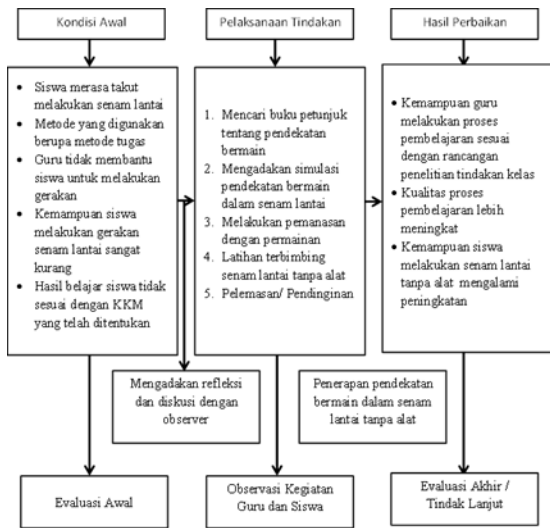 Kondisi Awal
Pelaksanaan Tindakan
Hasil Perbaikan
• Siswa merasa takut
melakukan senam lantai
• Metode yang digunakan
berupa metode tugas
• Guru tidak membantu
siswa untuk melakukan
gerakan
• Kemampuan siswa
melakukan gerakan
senam lantai sangat
kurang
• Hasil belajar siswa tidak
sesuai dengan KKM
yang telah ditentukan
1. Mencari buku petunjuk
tentang pendekatan
bermain
2. Mengadakan simulasi
pendekatan bermain
dalam senam lantai
3. Melakukan pemanasan
dengan permainan
4. Latihan terbimbing
senam lantai tanpa alat
5. Pelemasan/ Pendinginan
• Kemampuan guru
melakukan proses
pembelajaran sesuai
dengan rancangan
penelitian tindakan kelas
• Kualitas proses
pembelajaran lebih
meningkat
• Kemampuan siswa
melakukan senam lantai
tanpa alat mengalami
peningkatan
Mengadakan refleksi
dan diskusi dengan
observer
Penerapan pendekatan
bermain dalam senam
lantai tanpa alat
Evaluasi Awal
Observasi Kegiatan
Guru dan Siswa
Evaluasi Akhir /
Tindak Lanjut